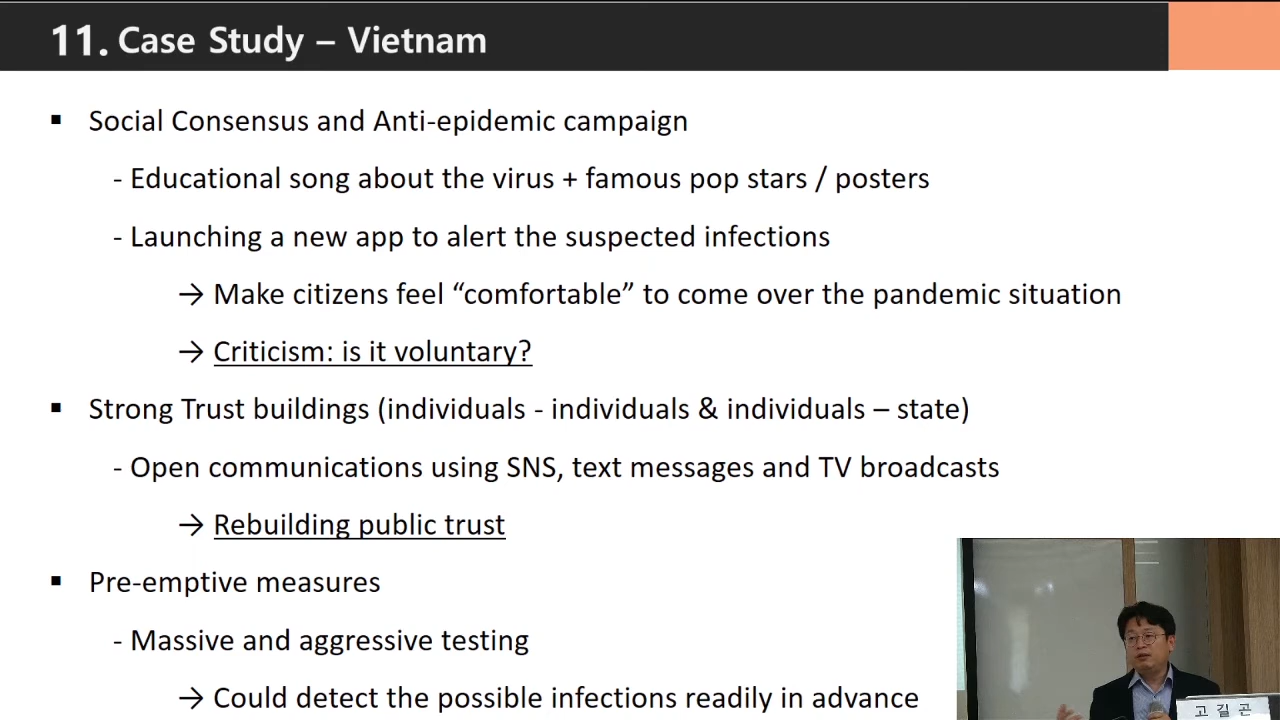 11. Case Study – Vietnam
▪ Social Consensus and Anti-epidemic campaign
- Educational song about the virus + famous pop stars / posters
- Launching a new app to alert the suspected infections
→ Make citizens feel “comfortable” to come over the pandemic situation
→ Criticism: is it voluntary?
▪ Strong Trust buildings (individuals - individuals & individuals – state)
- Open communications using SNS, text messages and TV broadcasts
→ Rebuilding public trust
▪ Pre-emptive measures
- Massive and aggressive testing
→ Could detect the possible infections readily in advance
고 길 곤